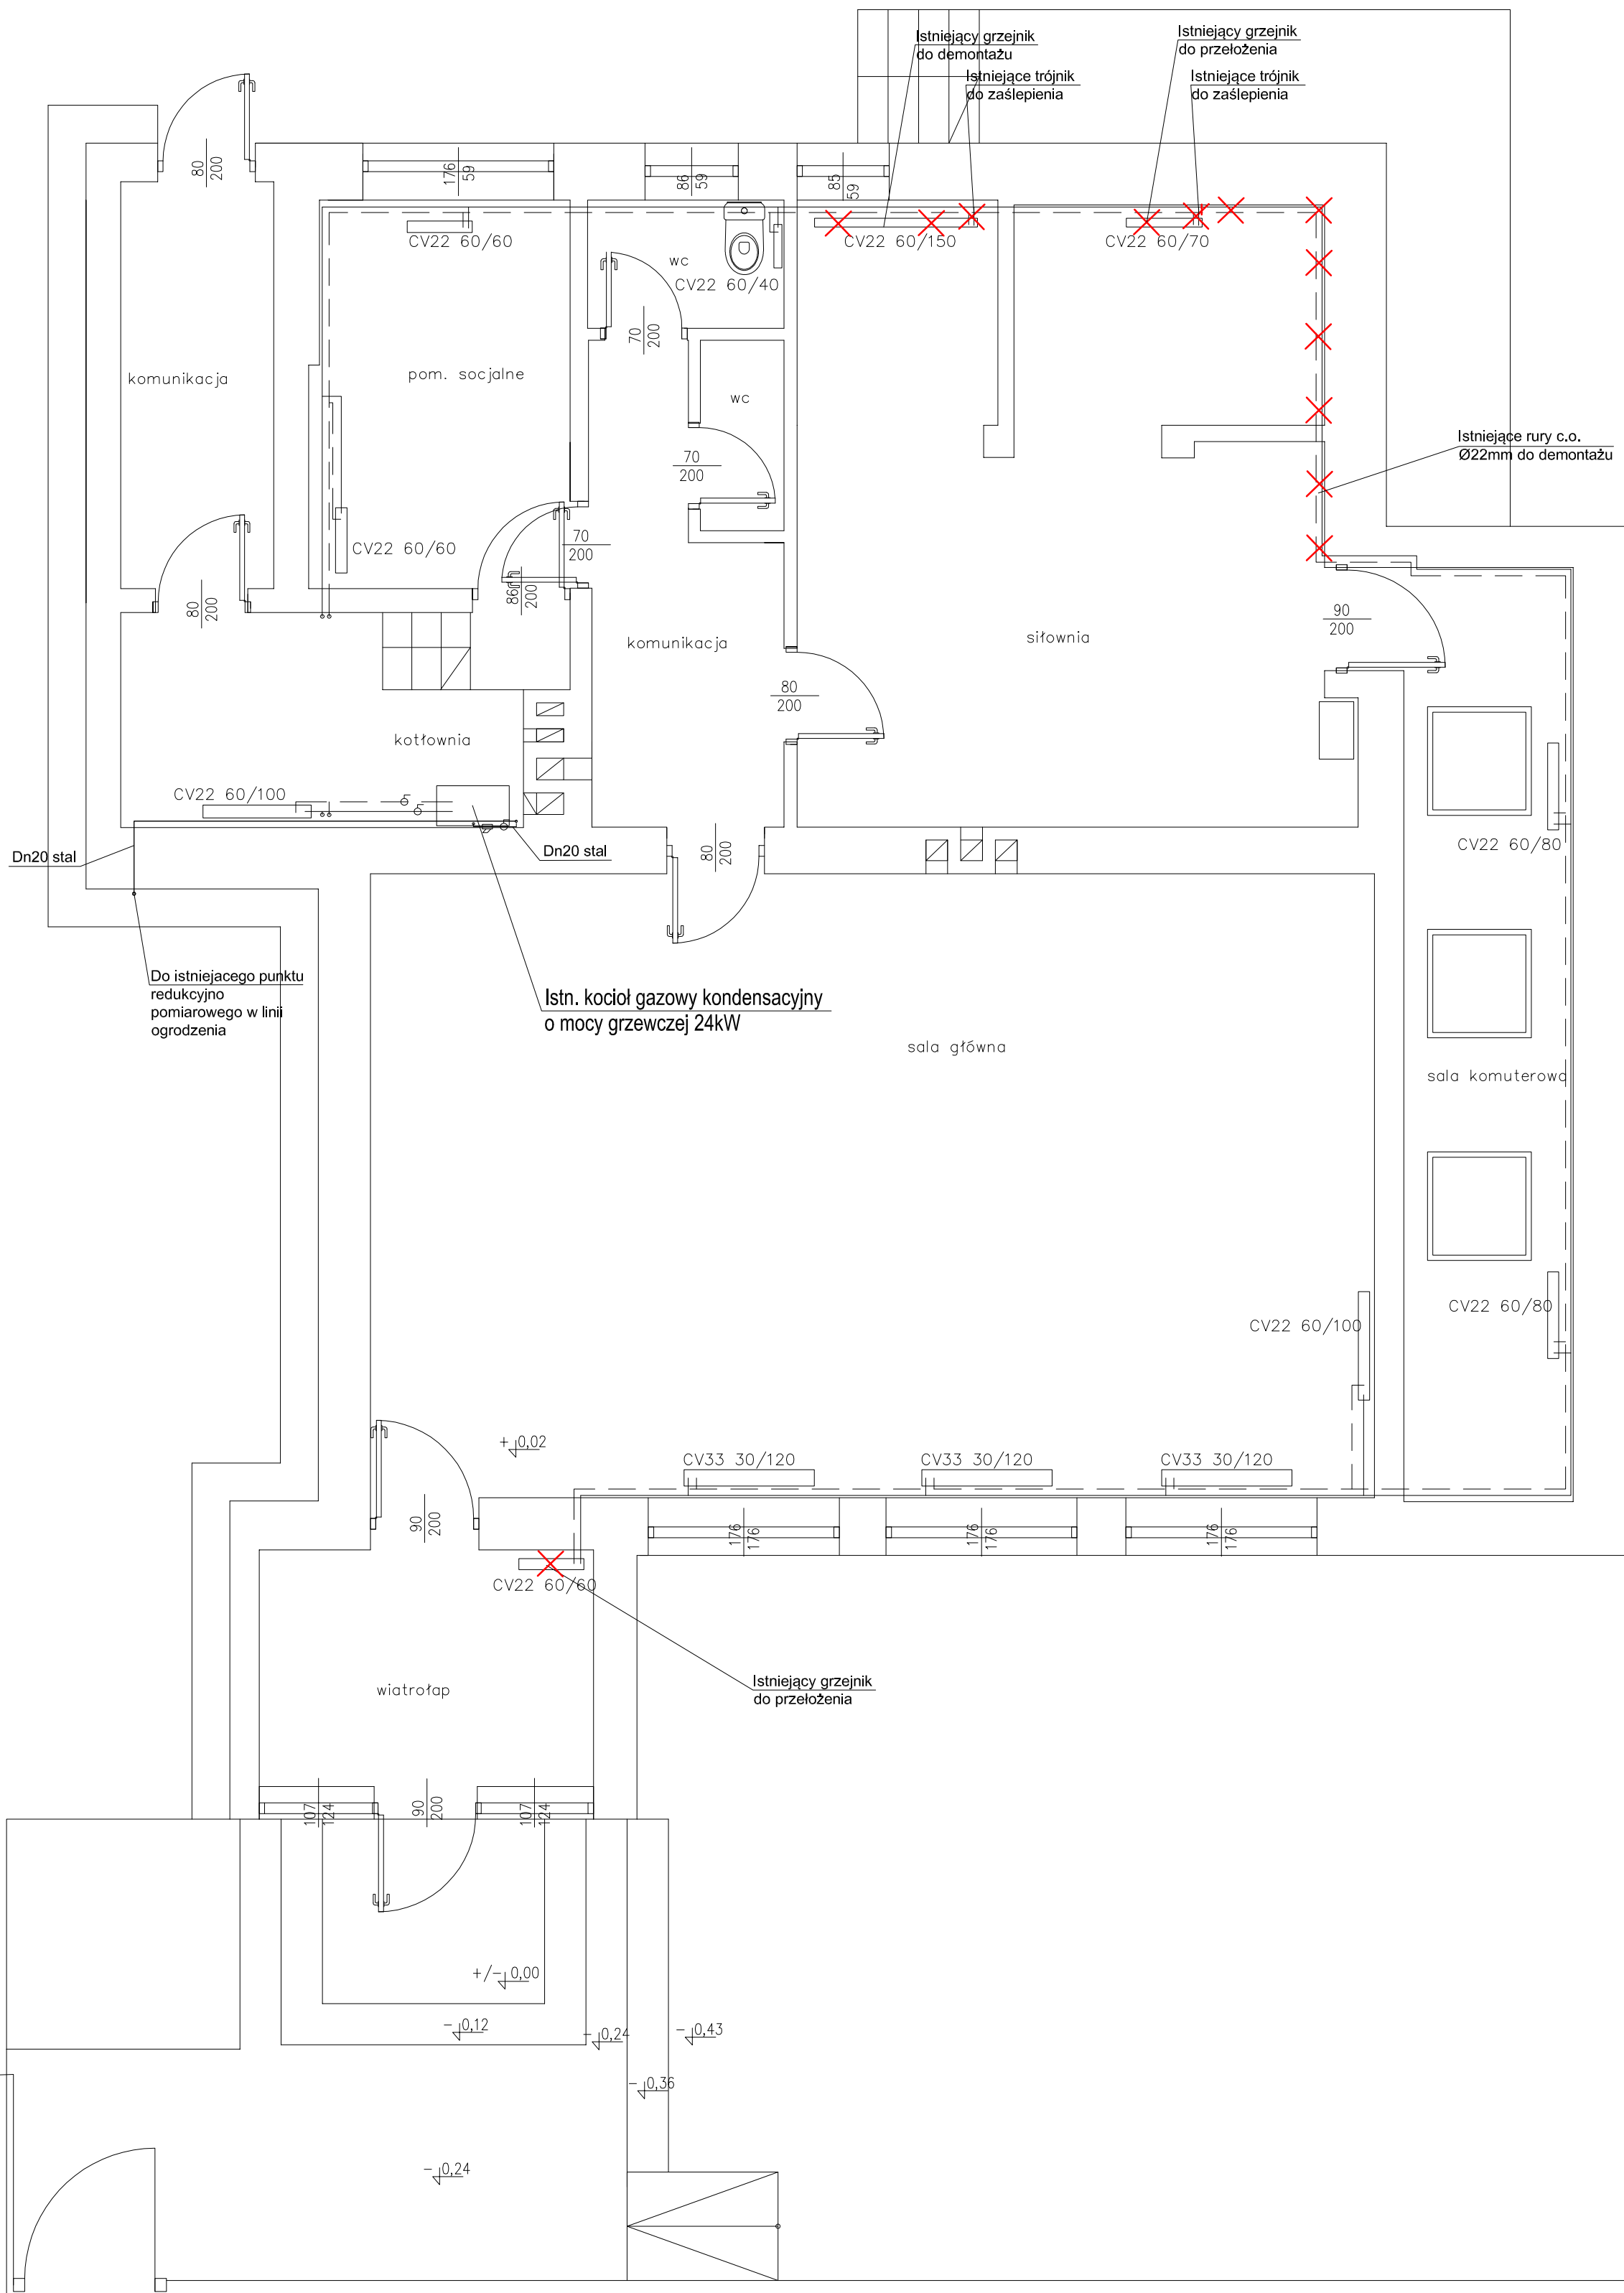 Istniejący grzejnik
do demontażu
Istniejący grzejnik
do przełożenia
Istniejące trójnik
do zaślepienia
Istniejące trójnik
do zaślepienia
80
200
176
59
86
59
85
59
CV22 60/60
wc
CV22 60/40
CV22 60/150
CV22 60/70
70
200
komunikacja
pom. socjalne
wc
70
200
Istniejące rury c.o.
Ø22mm do demontażu
CV22 60/60
70
200
86
200
80
200
90
200
komunikacja
siłownia
80
200
kotłownia
CV22 60/100
Dn20 stal
Dn20 stal
80
200
CV22 60/80
Do istniejacego punktu
redukcyjno
pomiarowego w linii
ogrodzenia
Istn. kocioł gazowy kondensacyjny
o mocy grzewczej 24kW
sala główna
sala komuterowa
CV22 60/80
CV22 60/100
+ 0,02
CV33 30/120
CV33 30/120
CV33 30/120
90
200
176
176
176
176
176
176
CV22 60/60
Istniejący grzejnik
do przełożenia
wiatrołap
107
124
90
200
107
124
+/- 0,00
- 0,12
- 0,24
- 0,43
- 0,36
- 0,24